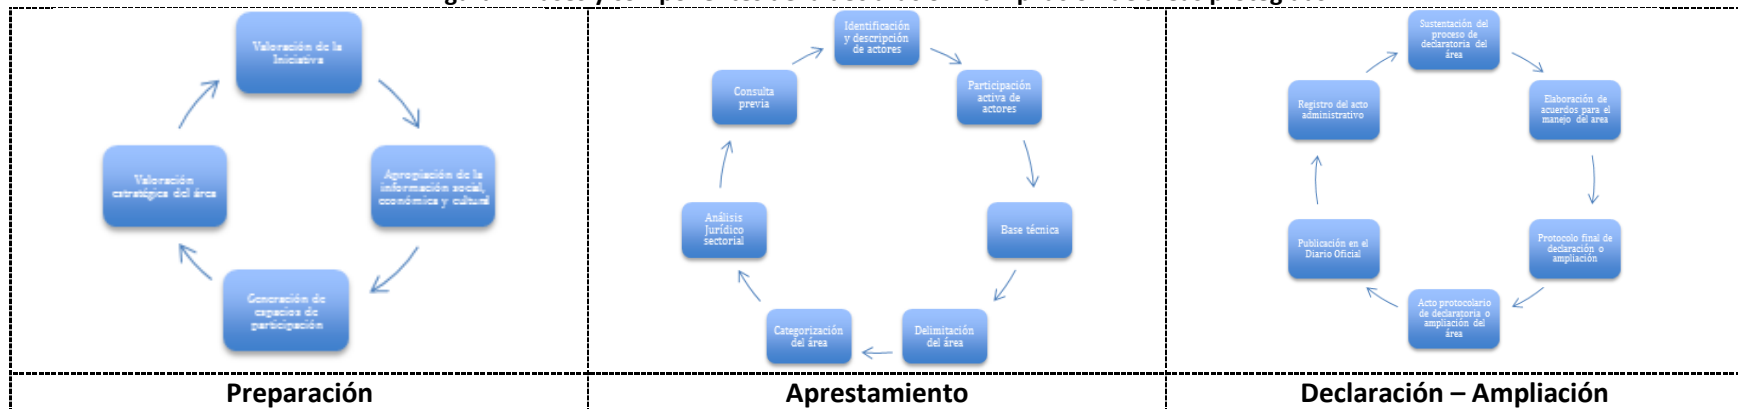 Valoración de la
Iniciativa
Apropiación de la
información social,
económica y cultural
Generación de
espacios de
participación
Valoración
estratégica del área
Preparación
Identificación
y descripción
de actores
Participación
activa de
actores
Base técnica
Delimitación
del área
Categorización
del área
Análisis
Jurídico
sectorial
Consulta
previa
Aprestamiento
Sustentación del
proceso de
declaratoria del
área
Elaboración de
acuerdos para el
manejo del area
Protocolo final de
declaración o
ampliación
Acto protocolario
de declaratoria o
ampliación del
área
Publicación en el
Diario Oficial
Registro del acto
administrativo
Declaración – Ampliación